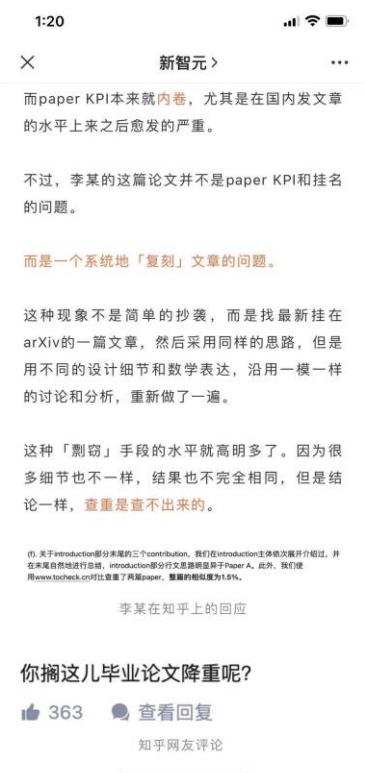 1:20
新智元
而paper KPI本来就内卷，尤其是在国内发文章
的水平上来之后愈发的严重。
不过，李某的这篇论文并不是paper KPI和挂名
的问题。
而是一个系统地「复刻」文章的问题。
这种现象不是简单的抄袭，而是找最新挂在
arXiv的一篇文章，然后采用同样的思路，但是
用不同的设计细节和数学表达，沿用一模一样
的讨论和分析，重新做了一遍。
这种「剽窃」手段的水平就高明多了。因为很
多细节也不一样，结果也不完全相同，但是结
论一样，查重是查不出来的。
(f). 关于introduction部分末尾的三个contribution，我们在introduction主体依次展开介绍过，并
在末尾自然地进行总结，introduction部分行文思路明显异于Paper A。此外，我们使
用www.tocheck.cn对比查重了两篇paper，整篇的相似度为1.5%。
李某在知乎上的回应
你搁这儿毕业论文降重呢？
363 查看回复
知乎网友评论